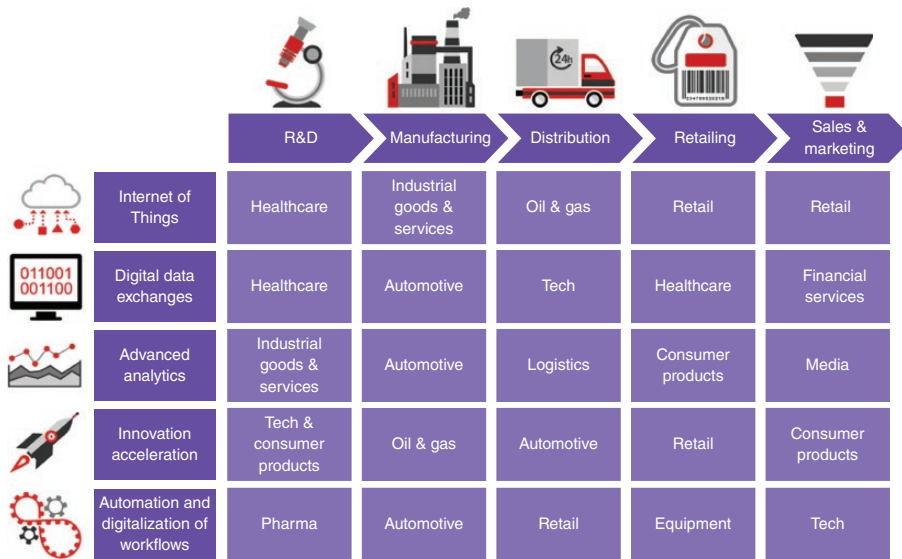 24h
R&D
Manufacturing
Distribution
Retailing
Sales &
marketing
Internet of
Things
Healthcare
Industrial
goods &
services
Oil & gas
Retail
Retail
011001
001100
Digital data
exchanges
Healthcare
Automotive
Tech
Healthcare
Financial
services
Advanced
analytics
Industrial
goods &
services
Automotive
Logistics
Consumer
products
Media
Innovation
acceleration
Tech &
consumer
products
Oil & gas
Automotive
Retail
Consumer
products
Automation and
digitalization of
workflows
Pharma
Automotive
Retail
Equipment
Tech